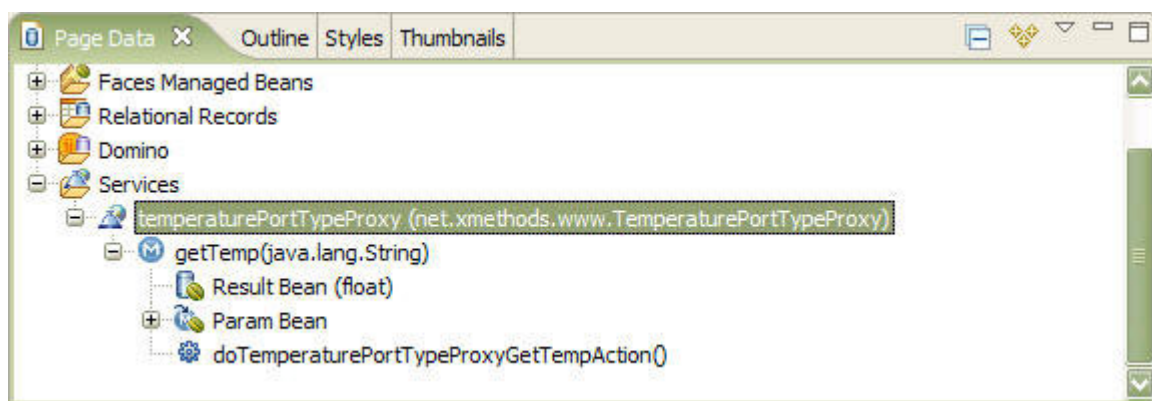 Page Data Outline Styles Thumbnails
Faces Managed Beans
Relational Records
Domino
Services
temperaturePortTypeProxy (net.xmethods.www.TemperaturePortTypeProxy)
getTemp(java.lang.String)
Result Bean (float)
Param Bean
doTemperaturePortTypeProxyGetTempAction()